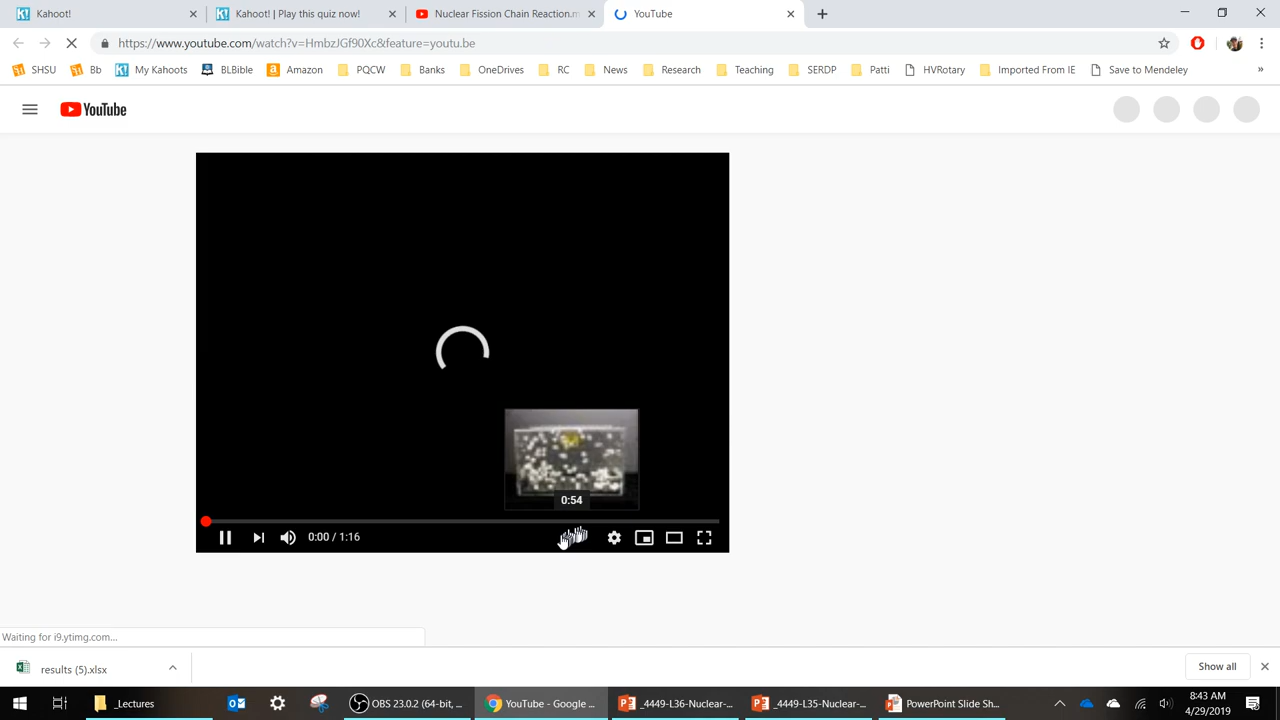 Kahoot!
Kahoot! | Play this quiz now!
Nuclear Fission Chain Reaction.m
YouTube
https://www.youtube.com/watch?v=HmbzJGf90Xc&feature=youtu.be
SHSU
Bb
My Kahoots
BLBible
Amazon
PQCW
Banks
OneDrives
RC
News
Research
Teaching
SERDP
Patti
HVRotary
Imported From IE
Save to Mendeley
»
YouTube
0:54
0:00 / 1:16
Waiting for i9.ytimg.com...
results (5).xlsx
Show all
_Lectures
OBS 23.0.2 (64-bit, ...
YouTube - Google ...
_4449-L36-Nuclear-...
_4449-L35-Nuclear-...
PowerPoint Slide Sh...
8:43 AM
4/29/2019